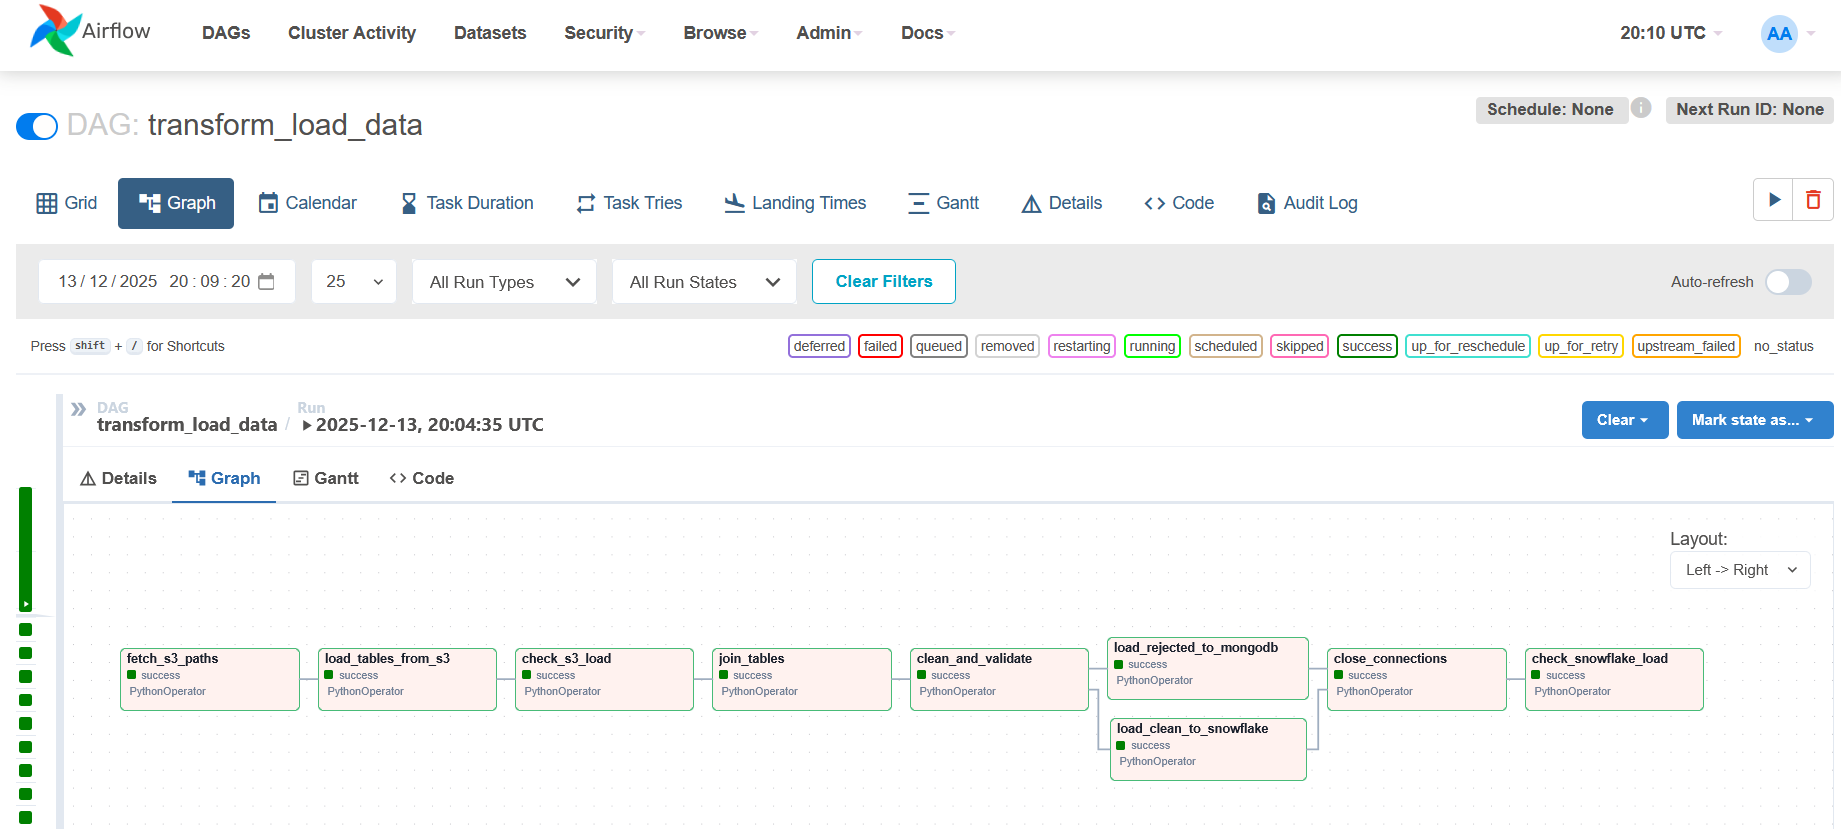 Airflow DAGs Cluster Activity Datasets Security Browse Admin Docs 20:10 UTC AA
Schedule: None i Next Run ID: None
DAG: transform_load_data
Grid Graph Calendar Task Duration Task Tries Landing Times Gantt Details Code Audit Log
13/12/2025 20:09:20 25 All Run Types All Run States Clear Filters Auto-refresh
Press shift + / for Shortcuts deferred failed queued removed restarting running scheduled skipped success up_for_reschedule up_for_retry upstream_failed no_status
DAG Run
transform_load_data / 2025-12-13, 20:04:35 UTC Clear Mark state as...
Details Graph Gantt Code
Layout:
Left -> Right
fetch_s3_paths
success
PythonOperator
load_tables_from_s3
success
PythonOperator
check_s3_load
success
PythonOperator
join_tables
success
PythonOperator
clean_and_validate
success
PythonOperator
load_rejected_to_mongodb
success
PythonOperator
load_clean_to_snowflake
success
PythonOperator
close_connections
success
PythonOperator
check_snowflake_load
success
PythonOperator